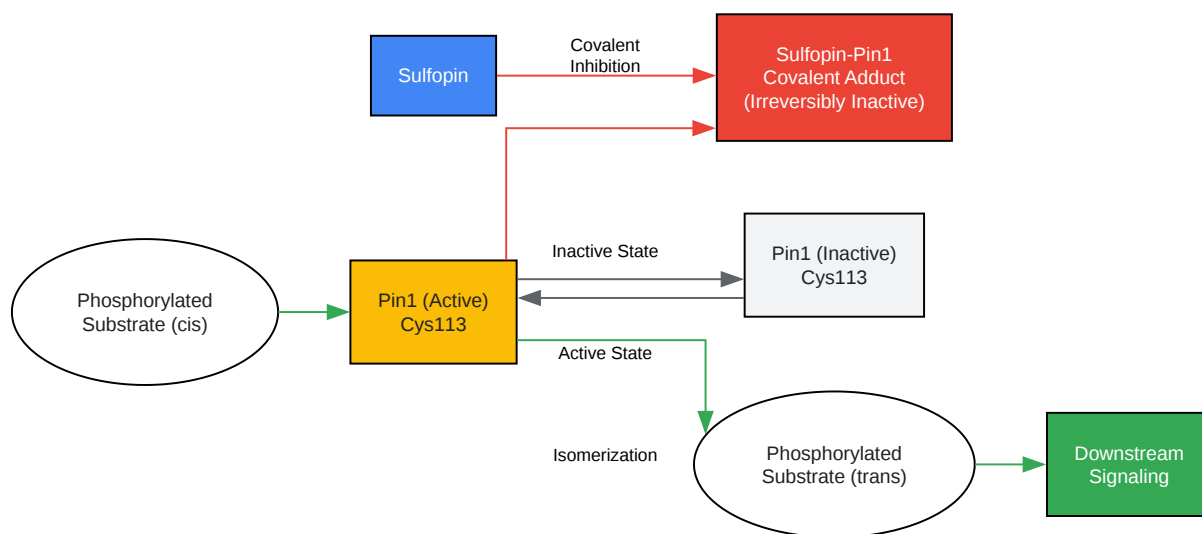 Covalent
Inhibition
Sulfopin
Sulfopin-Pin1
Covalent Adduct
(Irreversibly Inactive)
Inactive State
Pin1 (Inactive)
Cys113
Phosphorylated
Substrate (cis)
Pin1 (Active)
Cys113
Active State
Isomerization
Phosphorylated
Substrate (trans)
Downstream
Signaling